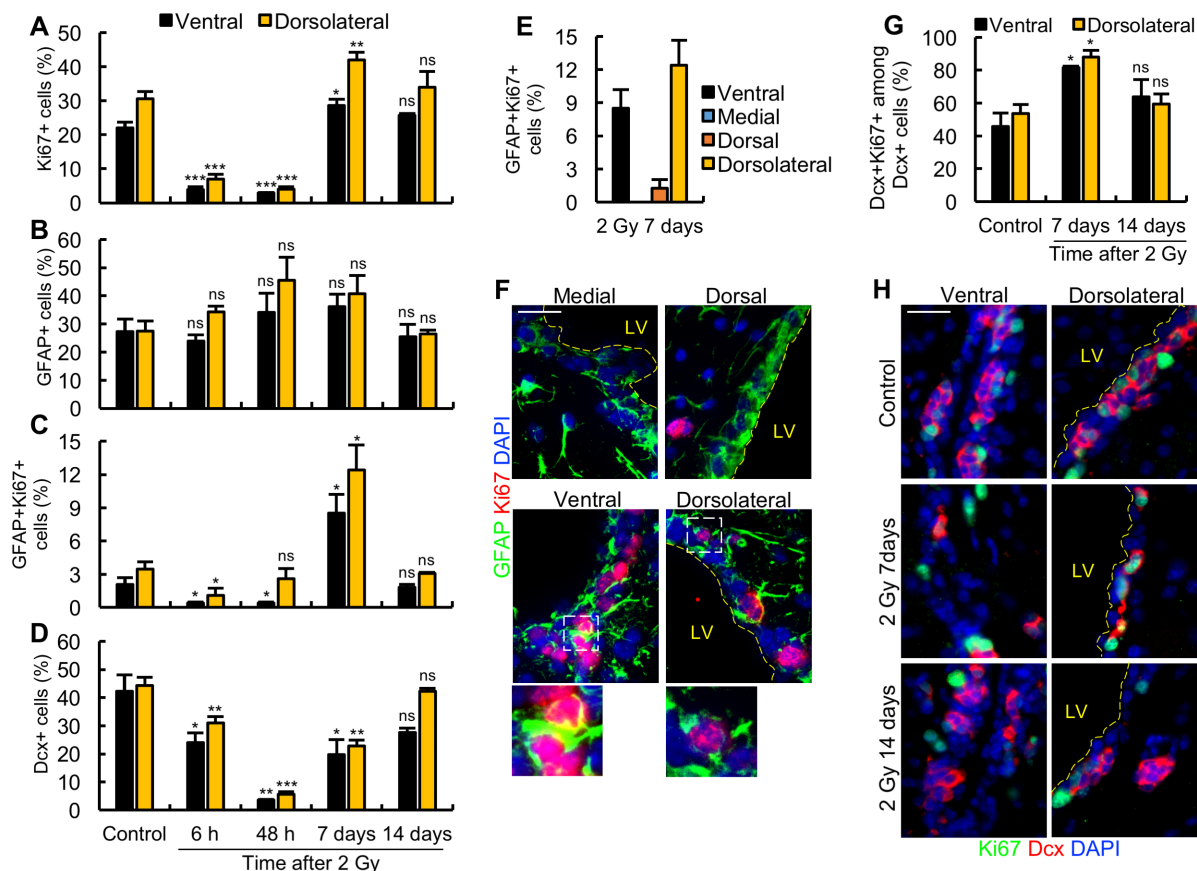 A
Ventral
Dorsolateral
Ki67+ cells (%)
50
40
30
20
10
0
***
***
***
***
*
**
ns
ns
B
GFAP+ cells (%)
60
50
40
30
20
10
0
ns
ns
ns
ns
ns
ns
ns
ns
C
GFAP+Ki67+
cells (%)
15
12
9
6
3
0
*
*
*
ns
*
*
ns
ns
D
Dcx+ cells (%)
60
50
40
30
20
10
0
*
**
**
***
*
**
ns
ns
Control
6 h
48 h
7 days
14 days
Time after 2 Gy
E
GFAP+Ki67+
cells (%)
15
12
9
6
3
0
2 Gy 7 days
Ventral
Medial
Dorsal
Dorsolateral
F
Medial
Dorsal
LV
LV
Ventral
Dorsolateral
LV
GFAP Ki67 DAPI
G
Ventral
Dorsolateral
Dcx+Ki67+ among
Dcx+ cells (%)
100
80
60
40
20
0
*
*
ns
ns
Control
7 days
14 days
Time after 2 Gy
H
Ventral
Dorsolateral
Control
LV
2 Gy 7days
LV
2 Gy 14 days
LV
Ki67 Dcx DAPI